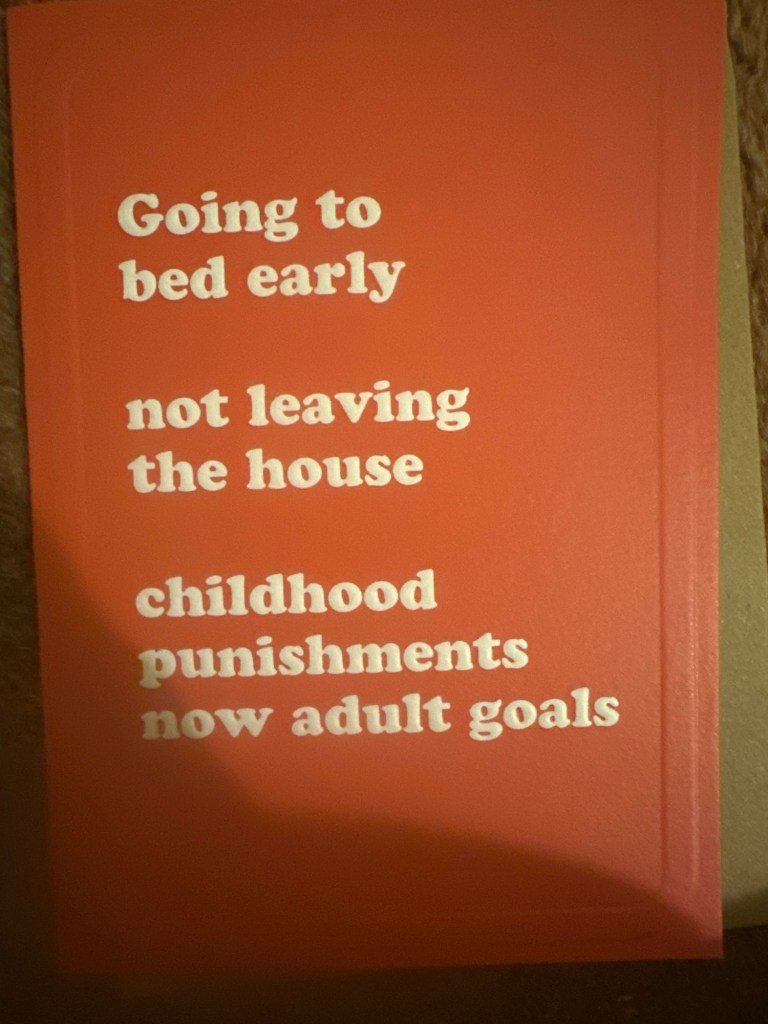 Going to
bed early
not leaving
the house
childhood
punishments
now adult goals